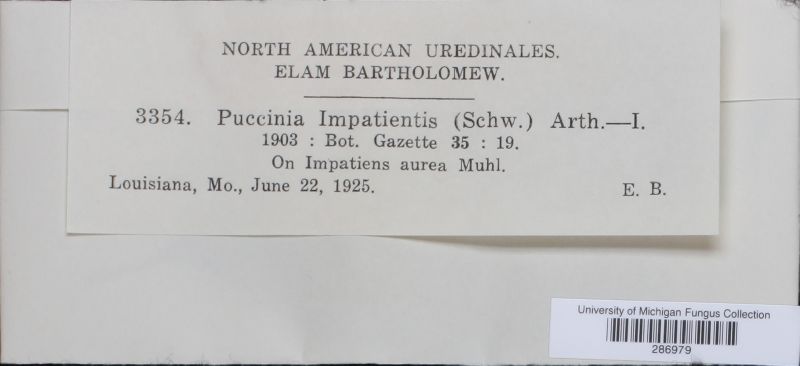 NORTH AMERICAN UREDINALES.
ELAM BARTHOLOMEW.
3354. Puccinia Impatientis (Schw.) Arth.—I.
1903 : Bot. Gazette 35 : 19.
On Impatiens aurea Muhl.
Louisiana, Mo., June 22, 1925. E. B.
University of Michigan Fungus Collection
286979